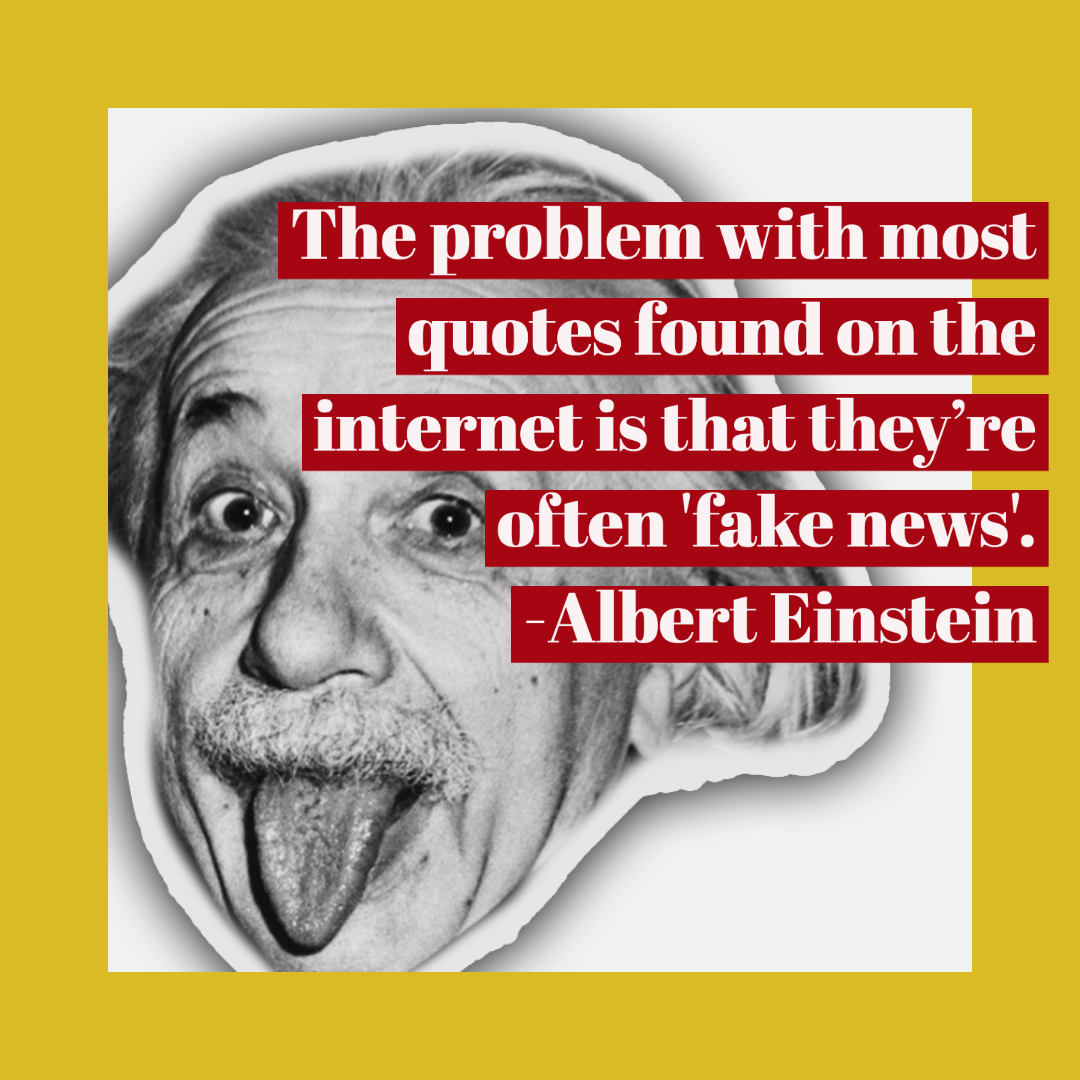 The problem with most
quotes found on the
internet is that they’re
often 'fake news'.
-Albert Einstein